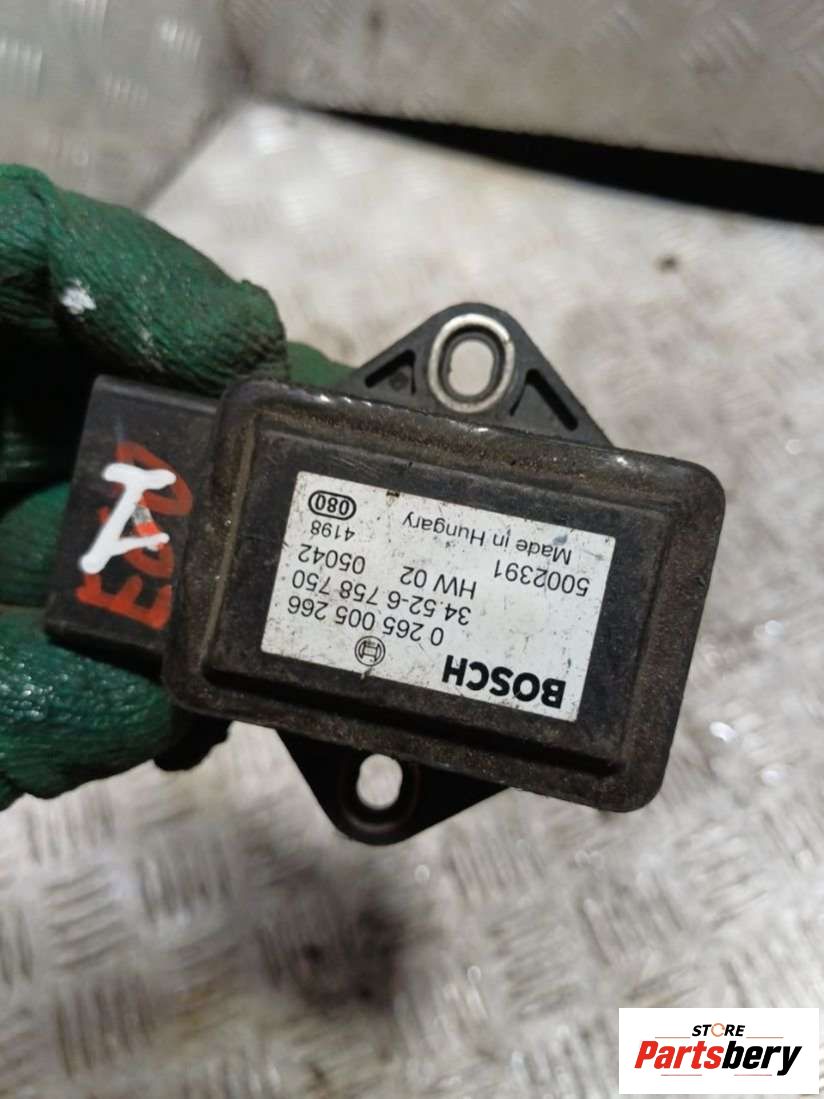 BOSCH
0 265 005 266
34.52-6 758 750
HW 02 05042
5002391 4198
Made in Hungary 080
STORE
Partsbery